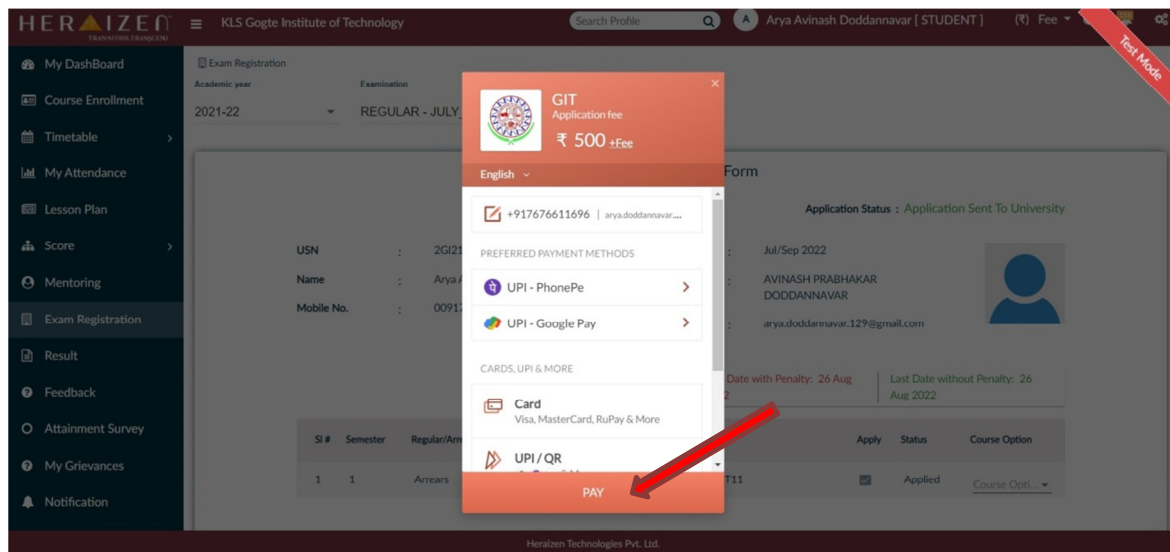 HERAIZEN
TRANSFORM.TRANSCEND
KLS Gogte Institute of Technology
Search Profile
A
Arya Avinash Doddannavar [ STUDENT ]
(₹) Fee
Test Mode
My DashBoard
Course Enrollment
Timetable
My Attendance
Lesson Plan
Score
Mentoring
Exam Registration
Result
Feedback
Attainment Survey
My Grievances
Notification
Exam Registration
Academic year
Examination
2021-22
REGULAR - JULY_
Form
Application Status : Application Sent To University
USN : 2GI21
: Jul/Sep 2022
Name : Arya A
: AVINASH PRABHAKAR
DODDANNAVAR
Mobile No. : 00917
: arya.doddannavar.129@gmail.com
Date with Penalty: 26 Aug
2
Last Date without Penalty: 26
Aug 2022
Sl # Semester Regular/Arr
Apply Status Course Option
1 1 Arrears
T11
Applied
Course Opti...
GIT
Application fee
₹ 500 +Fee
English
+917676611696 | arya.doddannavar....
PREFERRED PAYMENT METHODS
UPI - PhonePe
UPI - Google Pay
CARDS, UPI & MORE
Card
Visa, MasterCard, RuPay & More
UPI / QR
PAY
Heraizen Technologies Pvt. Ltd.